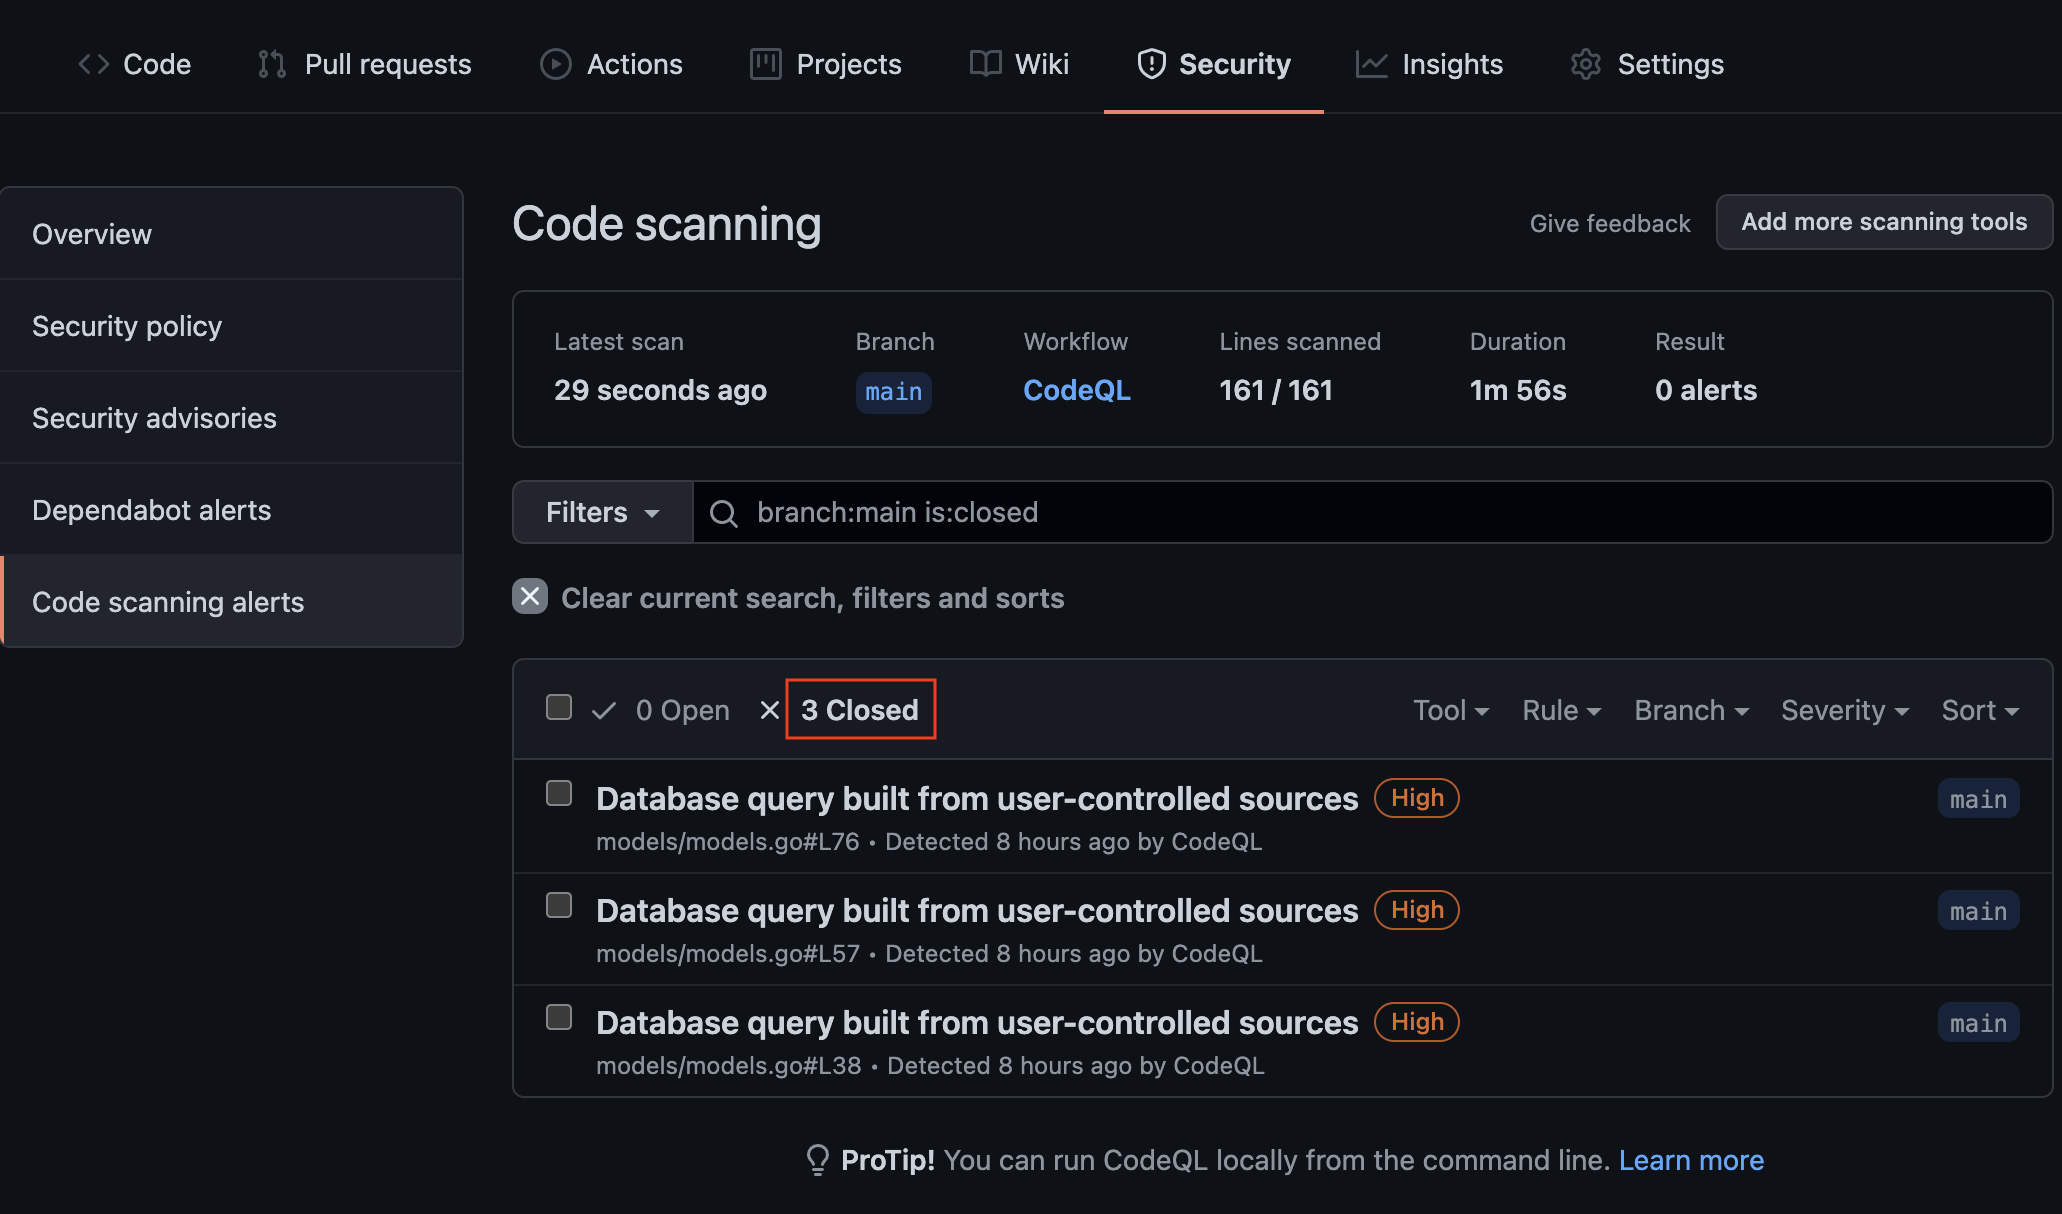 Code Pull requests Actions Projects Wiki Security Insights Settings
Overview
Security policy
Security advisories
Dependabot alerts
Code scanning alerts
Code scanning
Give feedback
Add more scanning tools
Latest scan Branch Workflow Lines scanned Duration Result
29 seconds ago main CodeQL 161 / 161 1m 56s 0 alerts
Filters branch:main is:closed
Clear current search, filters and sorts
0 Open 3 Closed Tool Rule Branch Severity Sort
Database query built from user-controlled sources High main
models/models.go#L76 • Detected 8 hours ago by CodeQL
Database query built from user-controlled sources High main
models/models.go#L57 • Detected 8 hours ago by CodeQL
Database query built from user-controlled sources High main
models/models.go#L38 • Detected 8 hours ago by CodeQL
ProTip! You can run CodeQL locally from the command line. Learn more